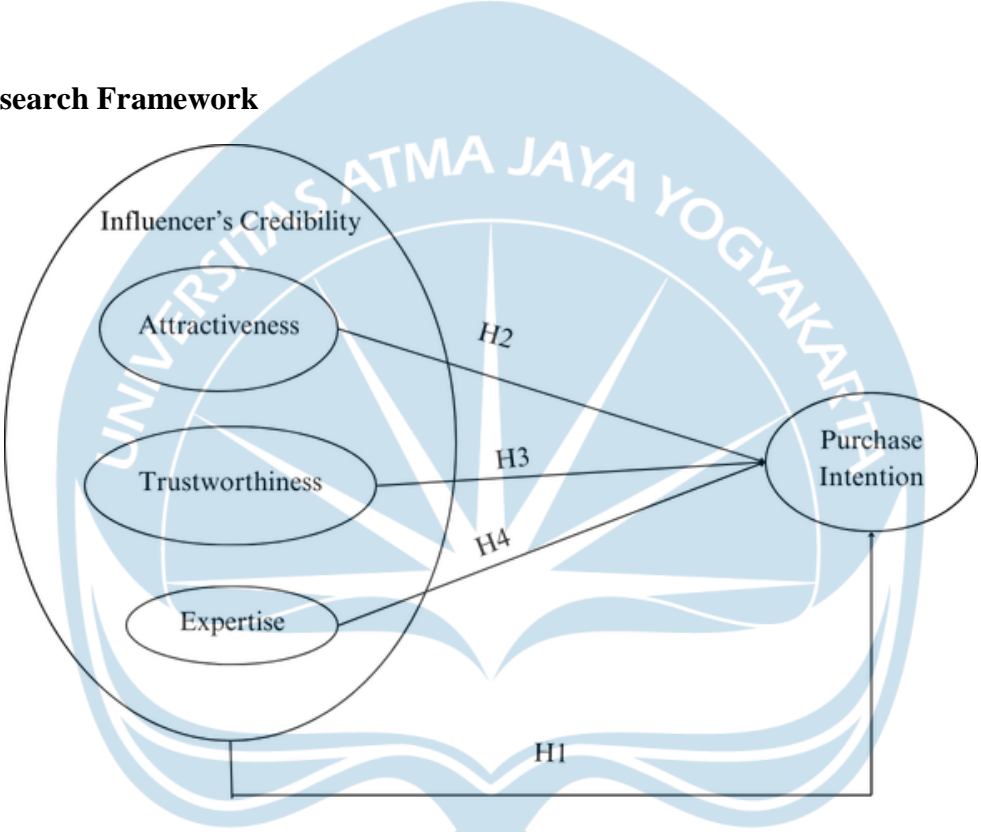 search Framework
UNIVERSITAS ATMA JAYA YOGYAKARTA
Influencer’s Credibility
Attractiveness
H2
Purchase
Intention
H3
Trustworthiness
H4
Expertise
H1